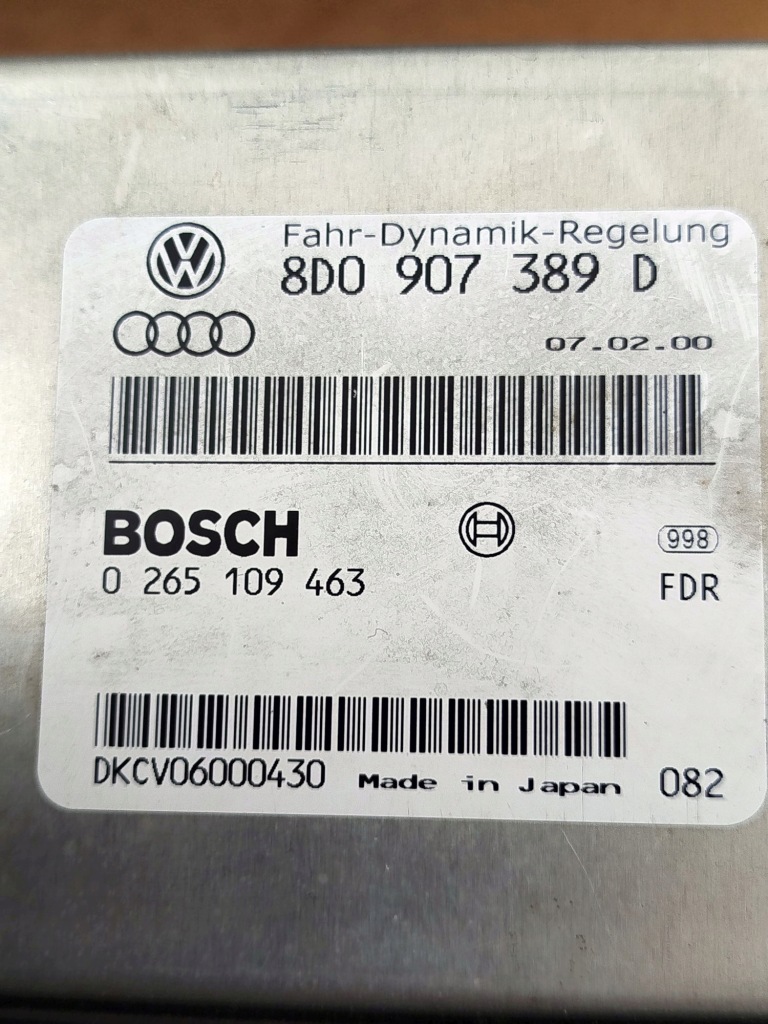 Fahr-Dynamik-Regelung
8D0 907 389 D
07.02.00
BOSCH
998
0 265 109 463
FDR
DKCV06000430 Made in Japan 082